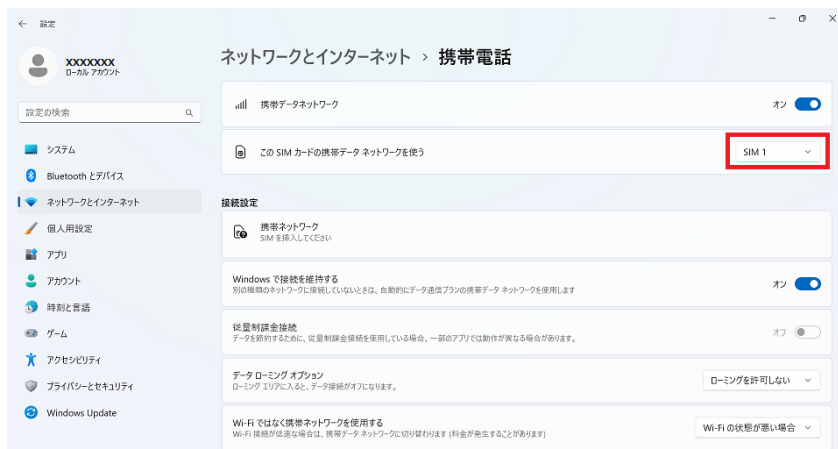 設定
XXXXXXX
ローカル アカウント
設定の検索
システム
Bluetooth とデバイス
ネットワークとインターネット
個人用設定
アプリ
アカウント
時刻と言語
ゲーム
アクセシビリティ
プライバシーとセキュリティ
Windows Update
ネットワークとインターネット › 携帯電話
携帯データネットワーク オン
この SIM カードの携帯データ ネットワークを使う SIM 1
接続設定
携帯ネットワーク
SIM を挿入してください
Windows で接続を維持する オン
別の種類のネットワークに接続していないときは、自動的にデータ通信プランの携帯データ ネットワークを使用します
従量制課金接続 オフ
データを節約するために、従量制課金接続を使用している場合、一部のアプリでは動作が異なる場合があります。
データ ローミング オプション ローミングを許可しない
ローミング エリアに入ると、データ接続がオフになります。
Wi-Fi ではなく携帯ネットワークを使用する Wi-Fi の状態が悪い場合
Wi-Fi 接続が低速な場合は、携帯データ ネットワークに切り替わります (料金が発生することがあります)